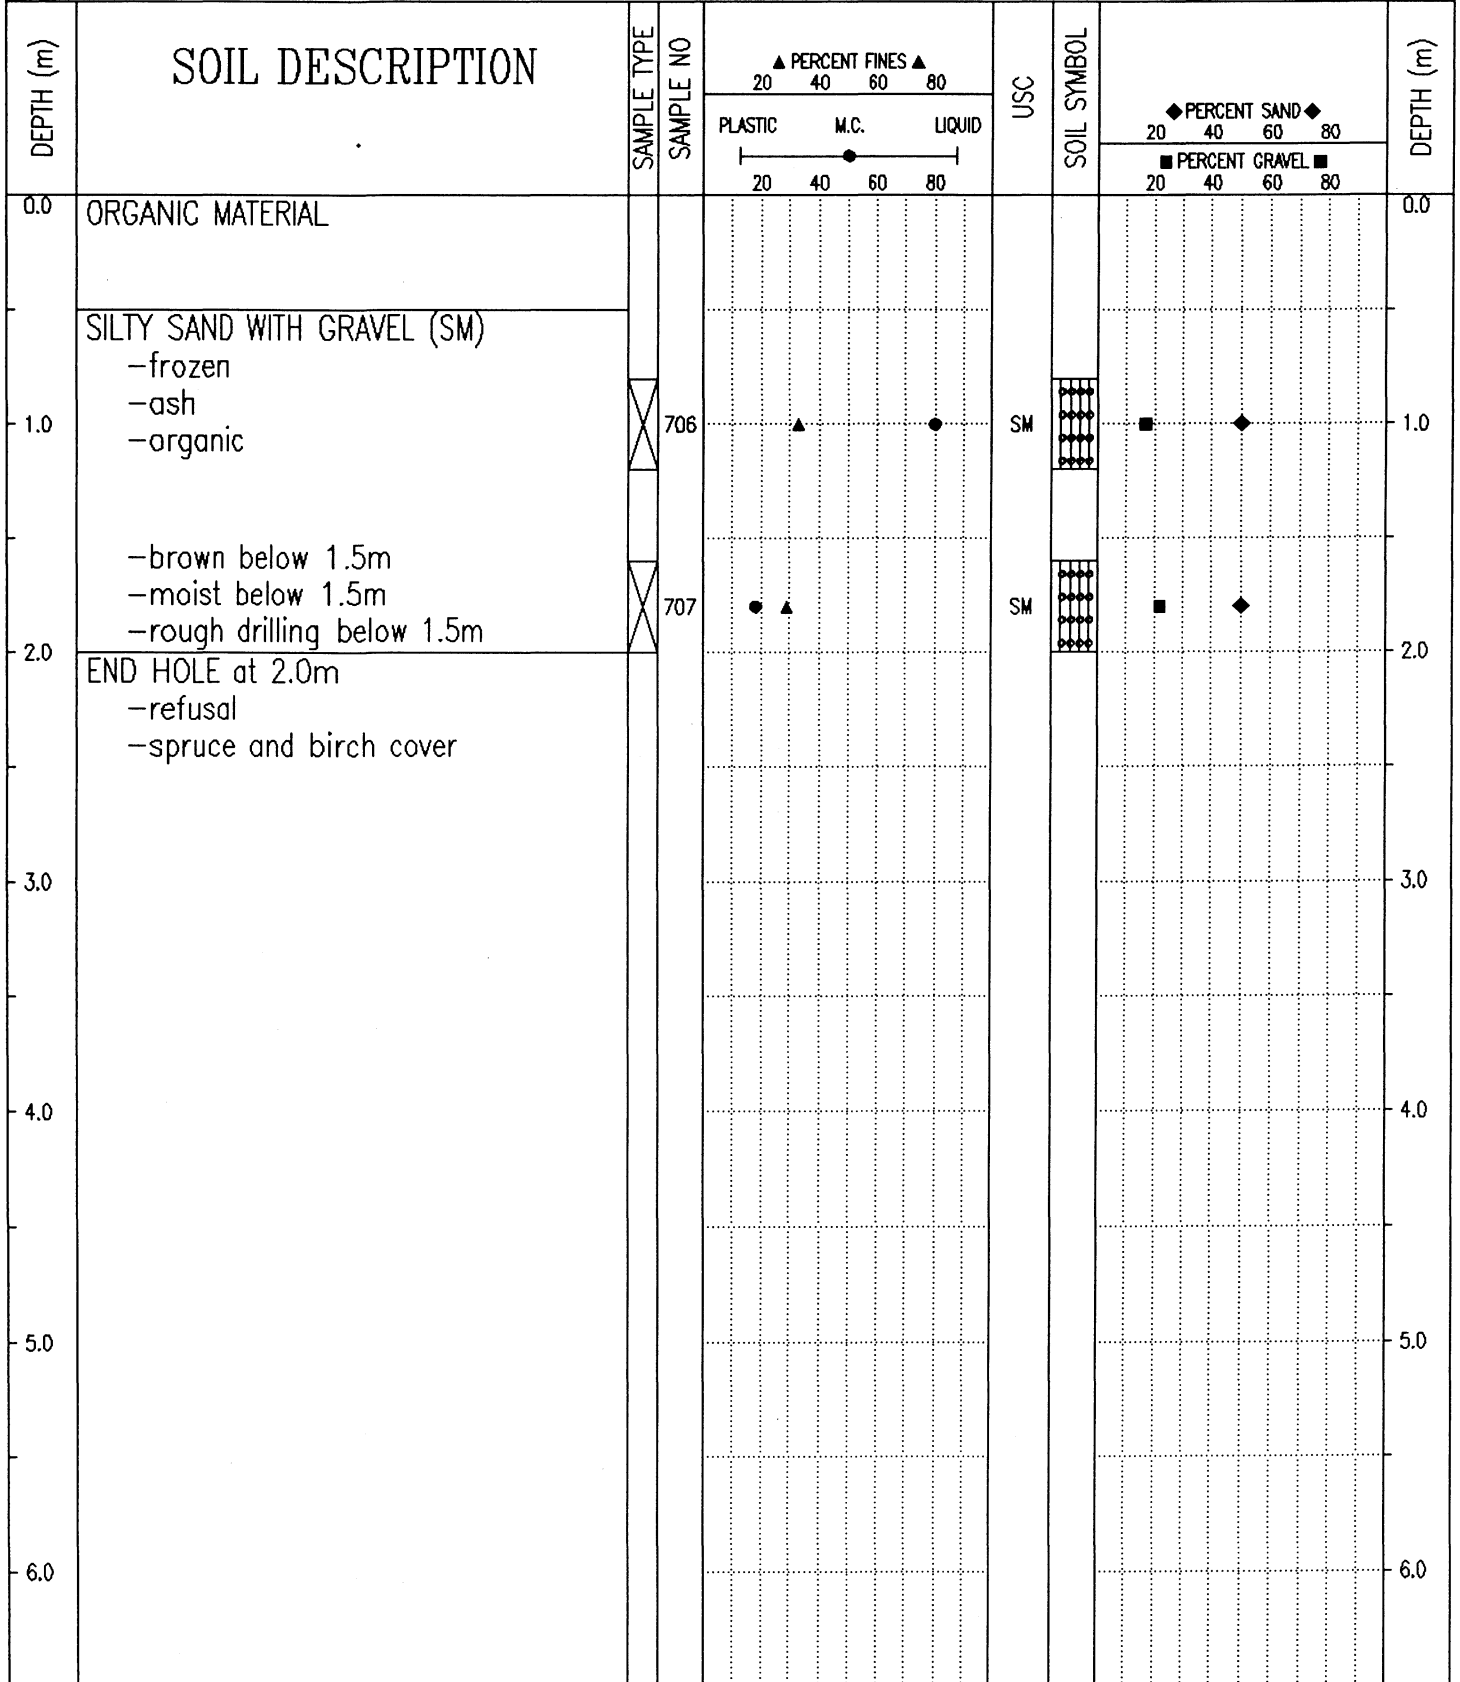 DEPTH (m)
SOIL DESCRIPTION
SAMPLE TYPE
SAMPLE NO
▲ PERCENT FINES ▲
20 40 60 80
PLASTIC M.C. LIQUID
20 40 60 80
USC
SOIL SYMBOL
◆ PERCENT SAND ◆
20 40 60 80
■ PERCENT GRAVEL ■
20 40 60 80
DEPTH (m)
0.0 ORGANIC MATERIAL 0.0
SILTY SAND WITH GRAVEL (SM)
-frozen
-ash
1.0 706 SM 1.0
-organic
-brown below 1.5m
-moist below 1.5m
707 SM
-rough drilling below 1.5m
2.0 2.0
END HOLE at 2.0m
-refusal
-spruce and birch cover
3.0 3.0
4.0 4.0
5.0 5.0
6.0 6.0